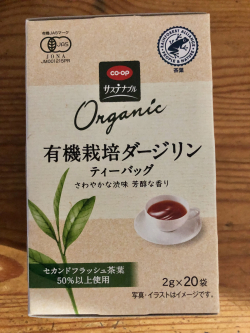 有機JASマーク
JAS
JONA
CO·OP
サステナブル
茶葉
Organic
有機栽培ダージリン
ティーバッグ
さわやかな渋味 芳醇な香り
セカンドフラッシュ茶葉
50%以上使用
2g×20袋
写真・イラストはイメージです。